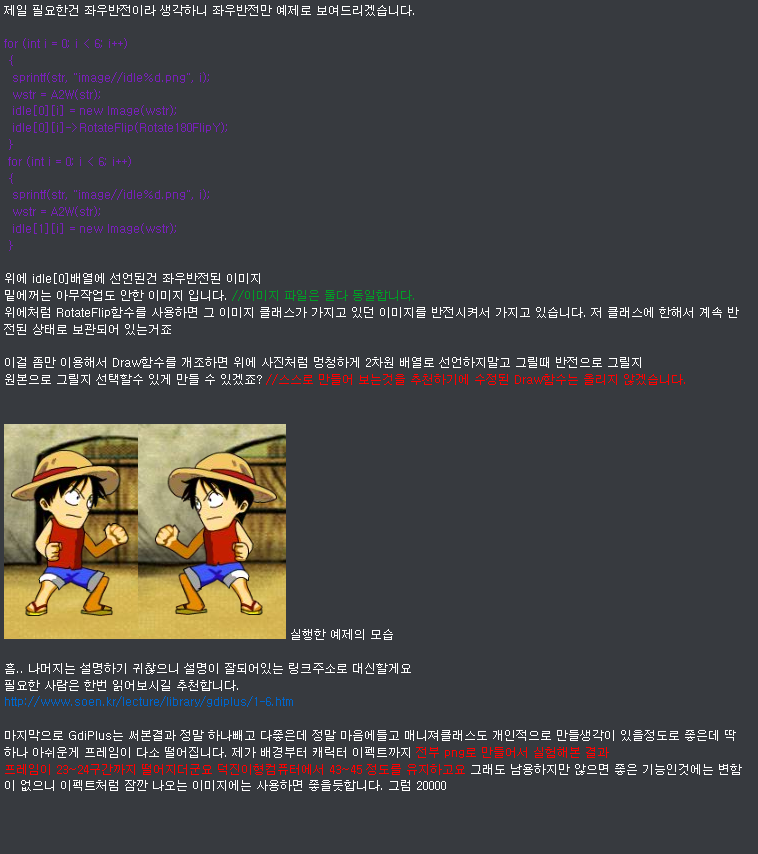 제일 필요한건 좌우반전이라 생각하니 좌우반전만 예제로 보여드리겠습니다.
for (int i = 0; i < 6; i++)
{
sprintf(str, "image//idle%d.png", i);
wstr = A2W(str);
idle[0][i] = new Image(wstr);
idle[0][i]->RotateFlip(Rotate180FlipY);
}
for (int i = 0; i < 6; i++)
{
sprintf(str, "image//idle%d.png", i);
wstr = A2W(str);
idle[1][i] = new Image(wstr);
}
위에 idle[0]배열에 선언된건 좌우반전된 이미지
밑에꺼는 아무작업도 안한 이미지 입니다. //이미지 파일은 둘다 동일합니다.
위에처럼 RotateFlip함수를 사용하면 그 이미지 클래스가 가지고 있던 이미지를 반전시켜서 가지고 있습니다. 저 클래스에 한해서 계속 반
전된 상태로 보관되어 있는거죠
이걸 좀만 이용해서 Draw함수를 개조하면 위에 사진처럼 멍청하게 2차원 배열로 선언하지말고 그릴때 반전으로 그릴지
원본으로 그릴지 선택할수 있게 만들 수 있겠죠? //스스로 만들어 보는것를 추천하기에 수정된 Draw함수는 올리지 않겠습니다.
실행한 예제의 모습
흠.. 나머지는 설명하기 귀찮으니 설명이 잘되어있는 링크주소로 대신할게요
필요한 사람은 한번 읽어보시길 추천합니다.
http://www.soen.kr/lecture/library/gdiplus/1-6.htm
마지막으로 GdiPlus는 써본결과 정말 하나빼고 다좋은데 정말 마음에들고 매니져클래스도 개인적으로 만들생각이 있을정도로 좋은데 딱
하나 아쉬운게 프레임이 다소 떨어집니다. 제가 배경부터 캐릭터 이펙트까지 전부 png로 만들어서 실험해본 결과
프레임이 23~24구간까지 떨어지더군요 덕진이형컴퓨터에서 43~45 정도를 유지하고요 그래도 남용하지만 않으면 좋은 기능인것에는 변함
이 없으니 이펙트처럼 잠깐 나오는 이미지에는 사용하면 좋을듯합니다. 그럼 20000